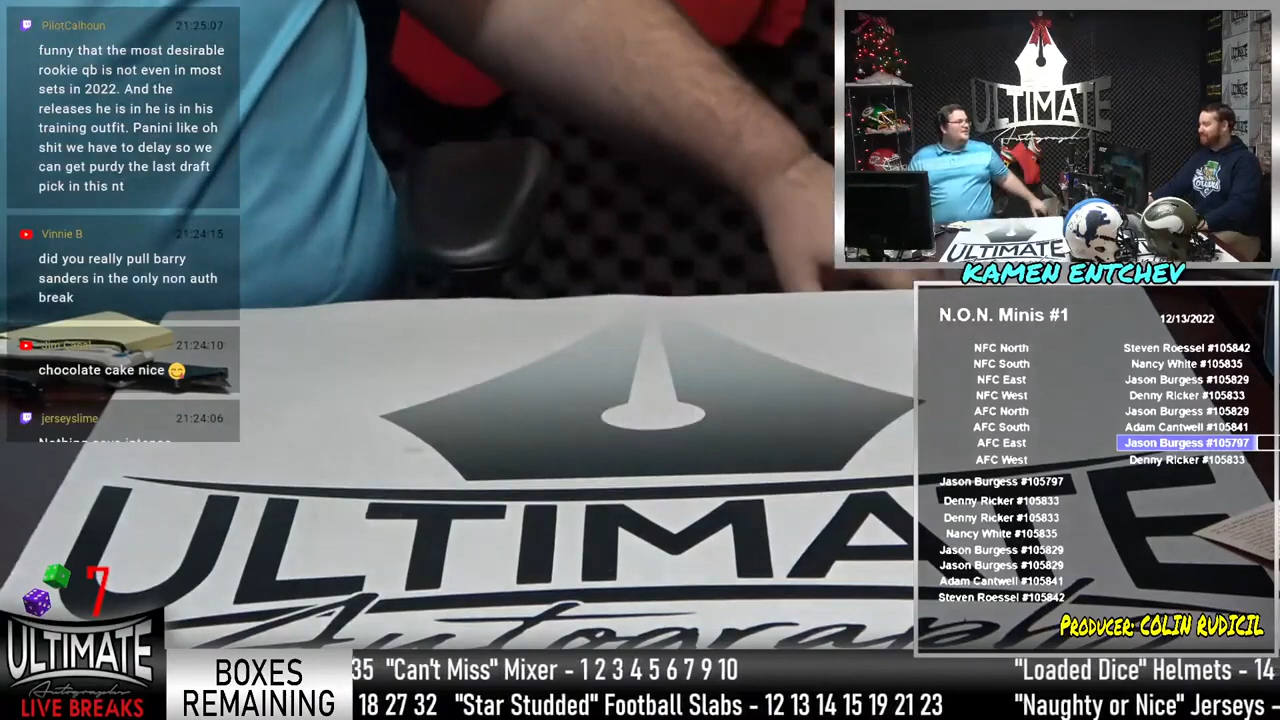 PilotCalhoun 21:25:07
funny that the most desirable
rookie qb is not even in most
sets in 2022. And the
releases he is in he is in his
training outfit. Panini like oh
shit we have to delay so we
can get purdy the last draft
pick in this nt
Vinnie B 21:24:15
did you really pull barry
sanders in the only non auth
break
21:24:10
chocolate cake nice 😋
jerseyslime 21:24:06
ULTIMATE
Autographs
ULTIMATE
KAMEN ENTCHEV
N.O.N. Minis #1
12/13/2022
NFC North Steven Roessel #105842
NFC South Nancy White #105835
NFC East Jason Burgess #105829
NFC West Denny Ricker #105833
AFC North Jason Burgess #105829
AFC South Adam Cantwell #105841
AFC East Jason Burgess #105797
AFC West Denny Ricker #105833
Jason Burgess #105797
Denny Ricker #105833
Denny Ricker #105833
Nancy White #105835
Jason Burgess #105829
Jason Burgess #105829
Adam Cantwell #105841
Steven Roessel #105842
Producer: COLIN RUDICIL
ULTIMATE
Autographs
7
ULTIMATE
Autographs
LIVE BREAKS
BOXES
REMAINING
35 "Can't Miss" Mixer - 1 2 3 4 5 6 7 9 10 "Loaded Dice" Helmets - 14
18 27 32 "Star Studded" Football Slabs - 12 13 14 15 19 21 23 "Naughty or Nice" Jerseys -